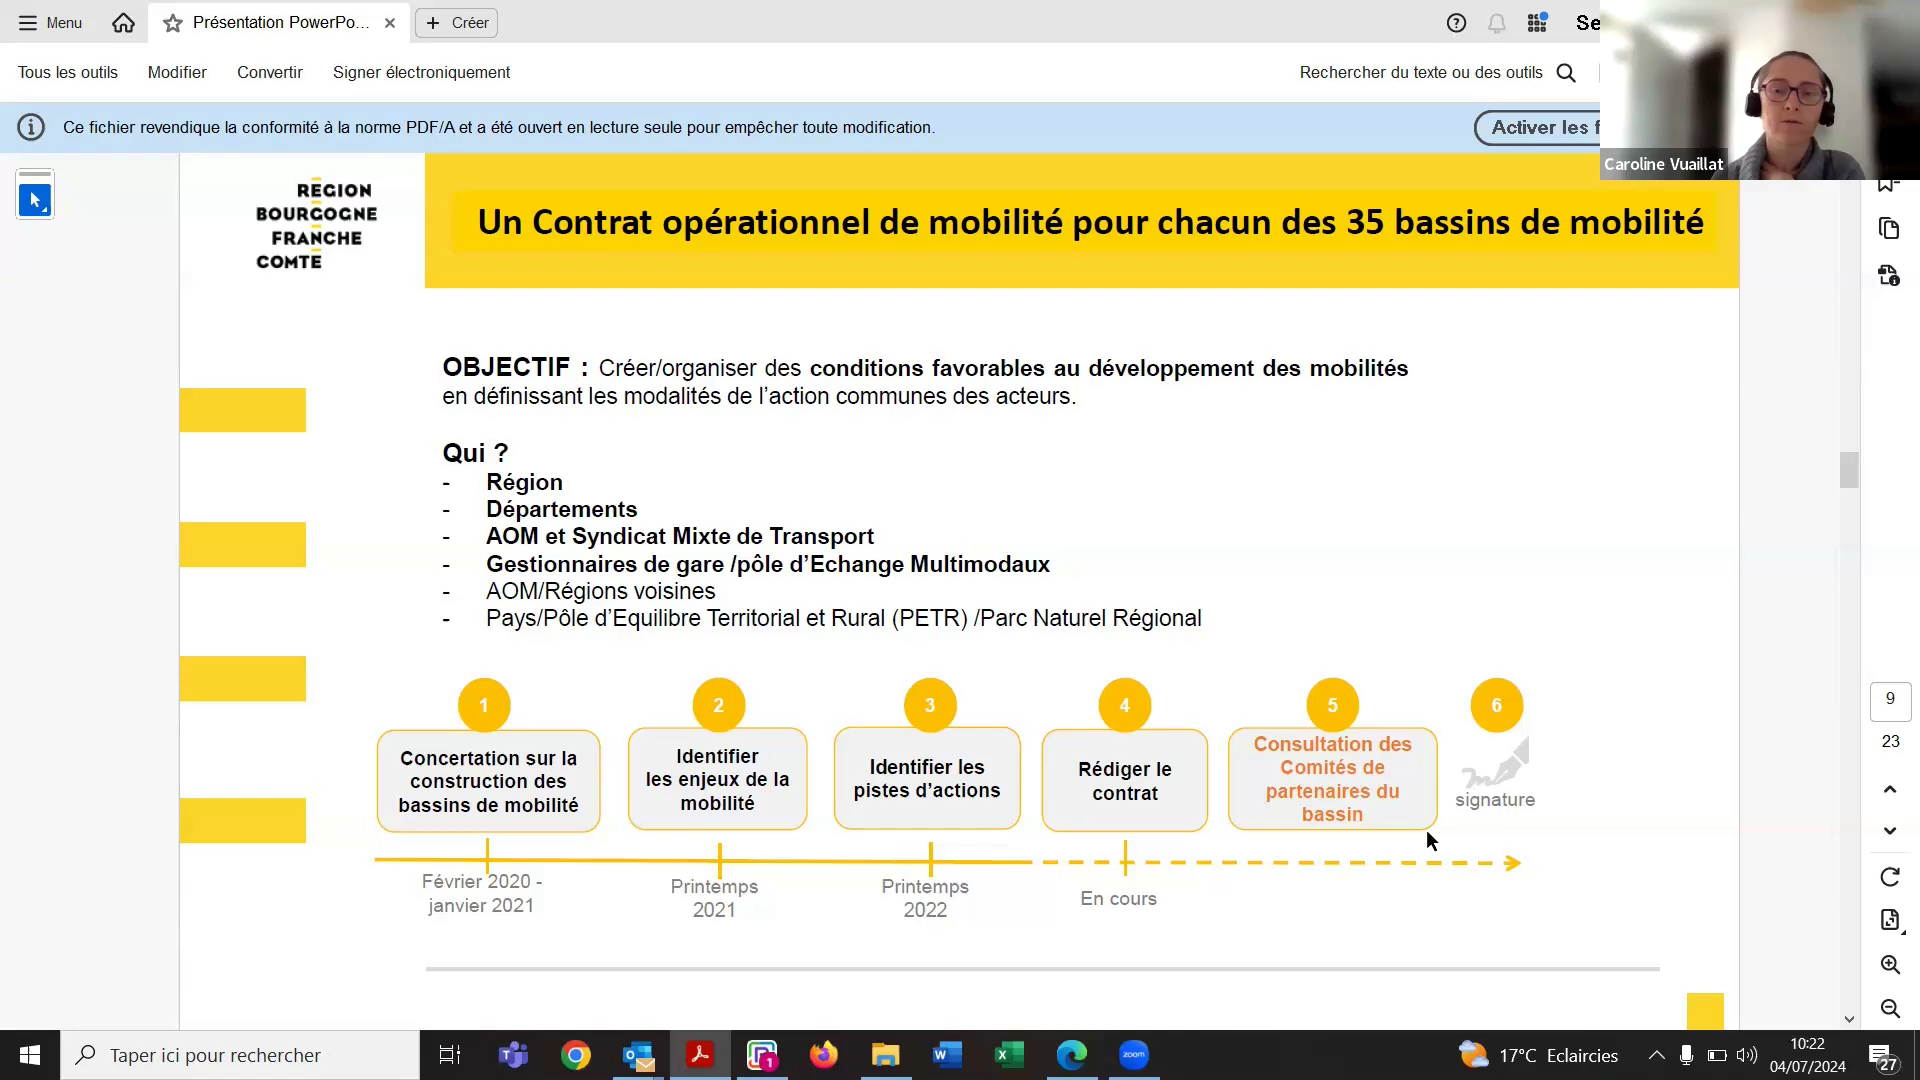 Menu
Présentation PowerPo...
Créer
Se
Tous les outils
Modifier
Convertir
Signer électroniquement
Rechercher du texte ou des outils
Ce fichier revendique la conformité à la norme PDF/A et a été ouvert en lecture seule pour empêcher toute modification.
Activer les f
Caroline Vuaillat
REGION
BOURGOGNE
FRANCHE
COMTE
Un Contrat opérationnel de mobilité pour chacun des 35 bassins de mobilité
OBJECTIF : Créer/organiser des conditions favorables au développement des mobilités
en définissant les modalités de l’action communes des acteurs.
Qui ?
- Région
- Départements
- AOM et Syndicat Mixte de Transport
- Gestionnaires de gare /pôle d’Echange Multimodaux
- AOM/Régions voisines
- Pays/Pôle d’Equilibre Territorial et Rural (PETR) /Parc Naturel Régional
1
Concertation sur la
construction des
bassins de mobilité
2
Identifier
les enjeux de la
mobilité
3
Identifier les
pistes d’actions
4
Rédiger le
contrat
5
Consultation des
Comités de
partenaires du
bassin
6
signature
Février 2020 -
janvier 2021
Printemps
2021
Printemps
2022
En cours
9
23
Taper ici pour rechercher
1
zoom
17°C Eclaircies
10:22
04/07/2024
27